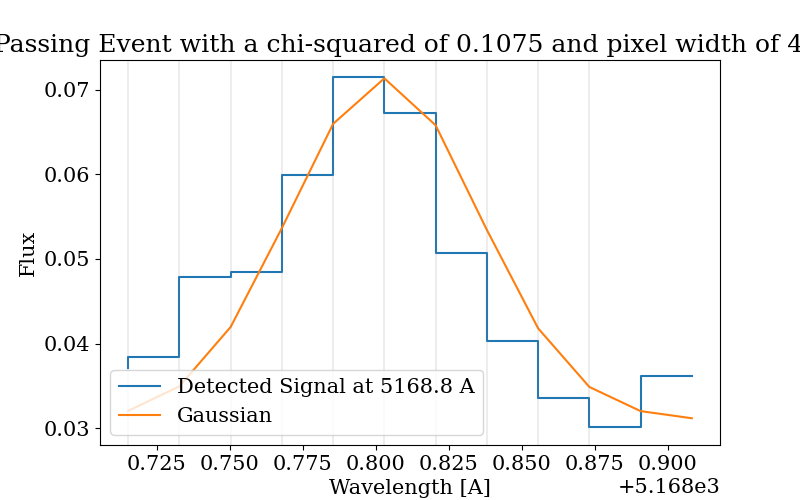 Passing Event with a chi-squared of 0.1075 and pixel width of 4
0.07
0.06
0.05
0.04
0.03
Flux
Detected Signal at 5168.8 A
Gaussian
0.725 0.750 0.775 0.800 0.825 0.850 0.875 0.900
Wavelength [A]
+5.168e3